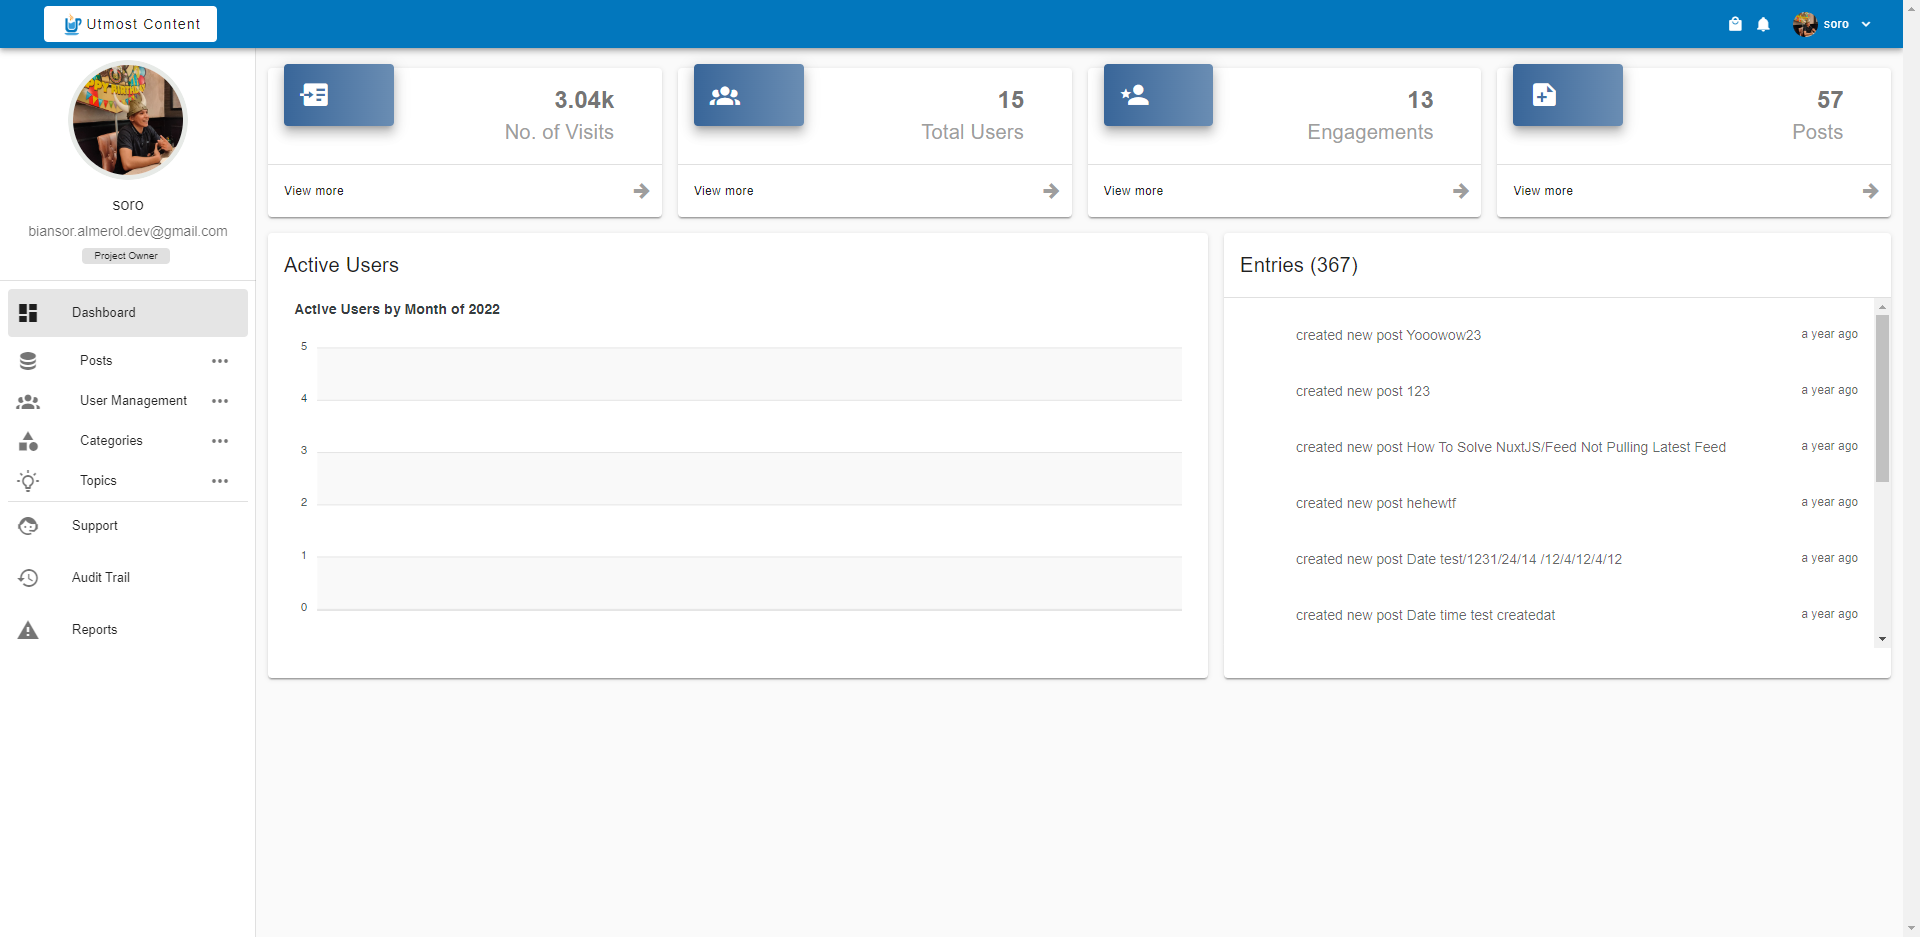 Utmost Content
soro
soro
biansor.almerol.dev@gmail.com
Project Owner
Dashboard
Posts
User Management
Categories
Topics
Support
Audit Trail
Reports
3.04k
No. of Visits
View more
15
Total Users
View more
13
Engagements
View more
57
Posts
View more
Active Users
Active Users by Month of 2022
5
4
3
2
1
0
Entries (367)
created new post Yooowow23 a year ago
created new post 123 a year ago
created new post How To Solve NuxtJS/Feed Not Pulling Latest Feed a year ago
created new post hehewtf a year ago
created new post Date test/1231/24/14 /12/4/12/4/12 a year ago
created new post Date time test createdat a year ago